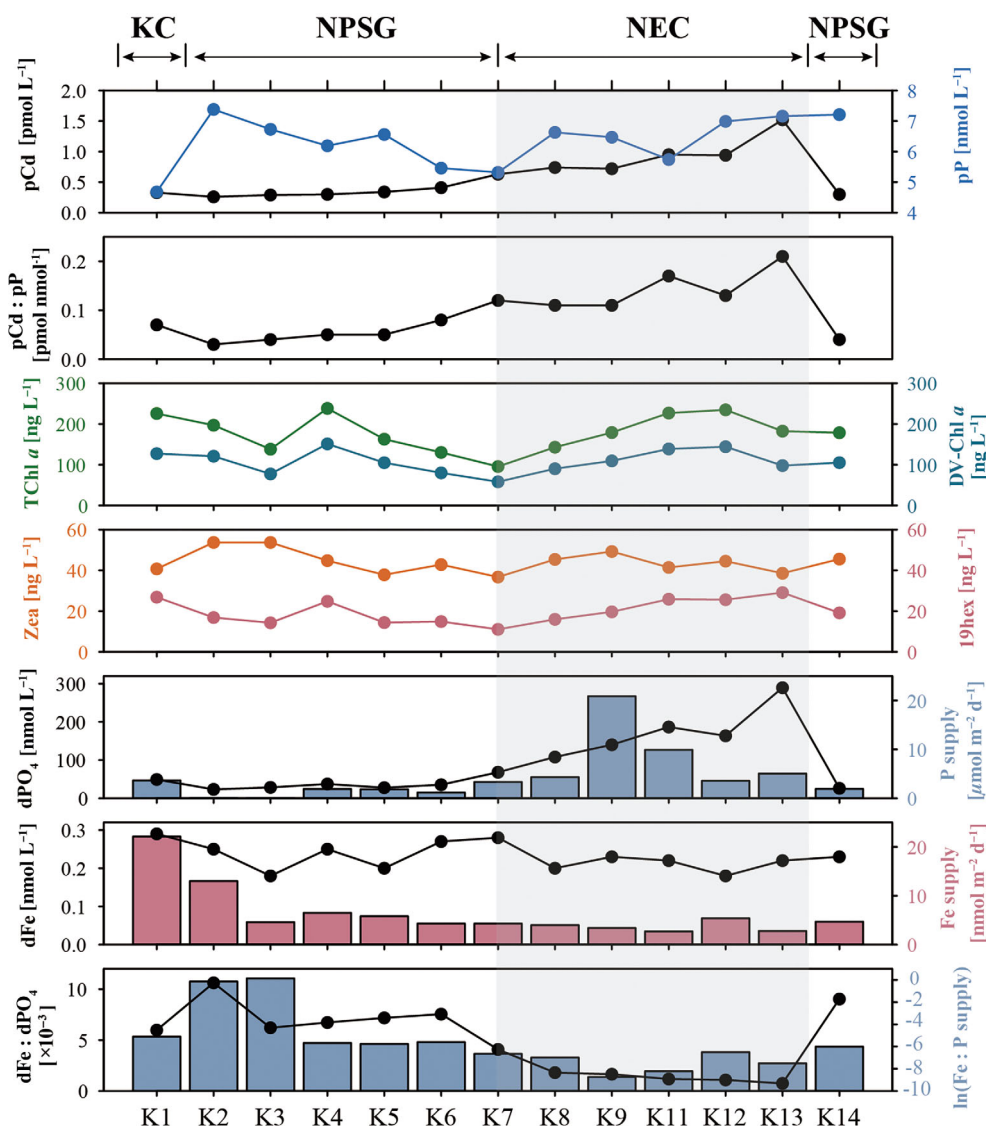 KC NPSG NEC NPSG
pCd [pmol L⁻¹]
2.0
1.5
1.0
0.5
0.0
8
7
6
5
4
pP [nmol L⁻¹]
pCd : pP
[pmol nmol⁻¹]
0.2
0.1
0.0
TChl a [ng L⁻¹]
300
200
100
0
300
200
100
0
DV-Chl a
[ng L⁻¹]
Zea [ng L⁻¹]
60
40
20
0
60
40
20
0
19hex [ng L⁻¹]
dPO₄ [nmol L⁻¹]
300
200
100
0
20
10
0
P supply
[μmol m⁻² d⁻¹]
dFe [nmol L⁻¹]
0.3
0.2
0.1
0.0
20
10
0
Fe supply
[nmol m⁻² d⁻¹]
dFe : dPO₄
[×10⁻³]
10
5
0
0
-2
-4
-6
-8
-10
ln(Fe : P supply)
K1 K2 K3 K4 K5 K6 K7 K8 K9 K11 K12 K13 K14